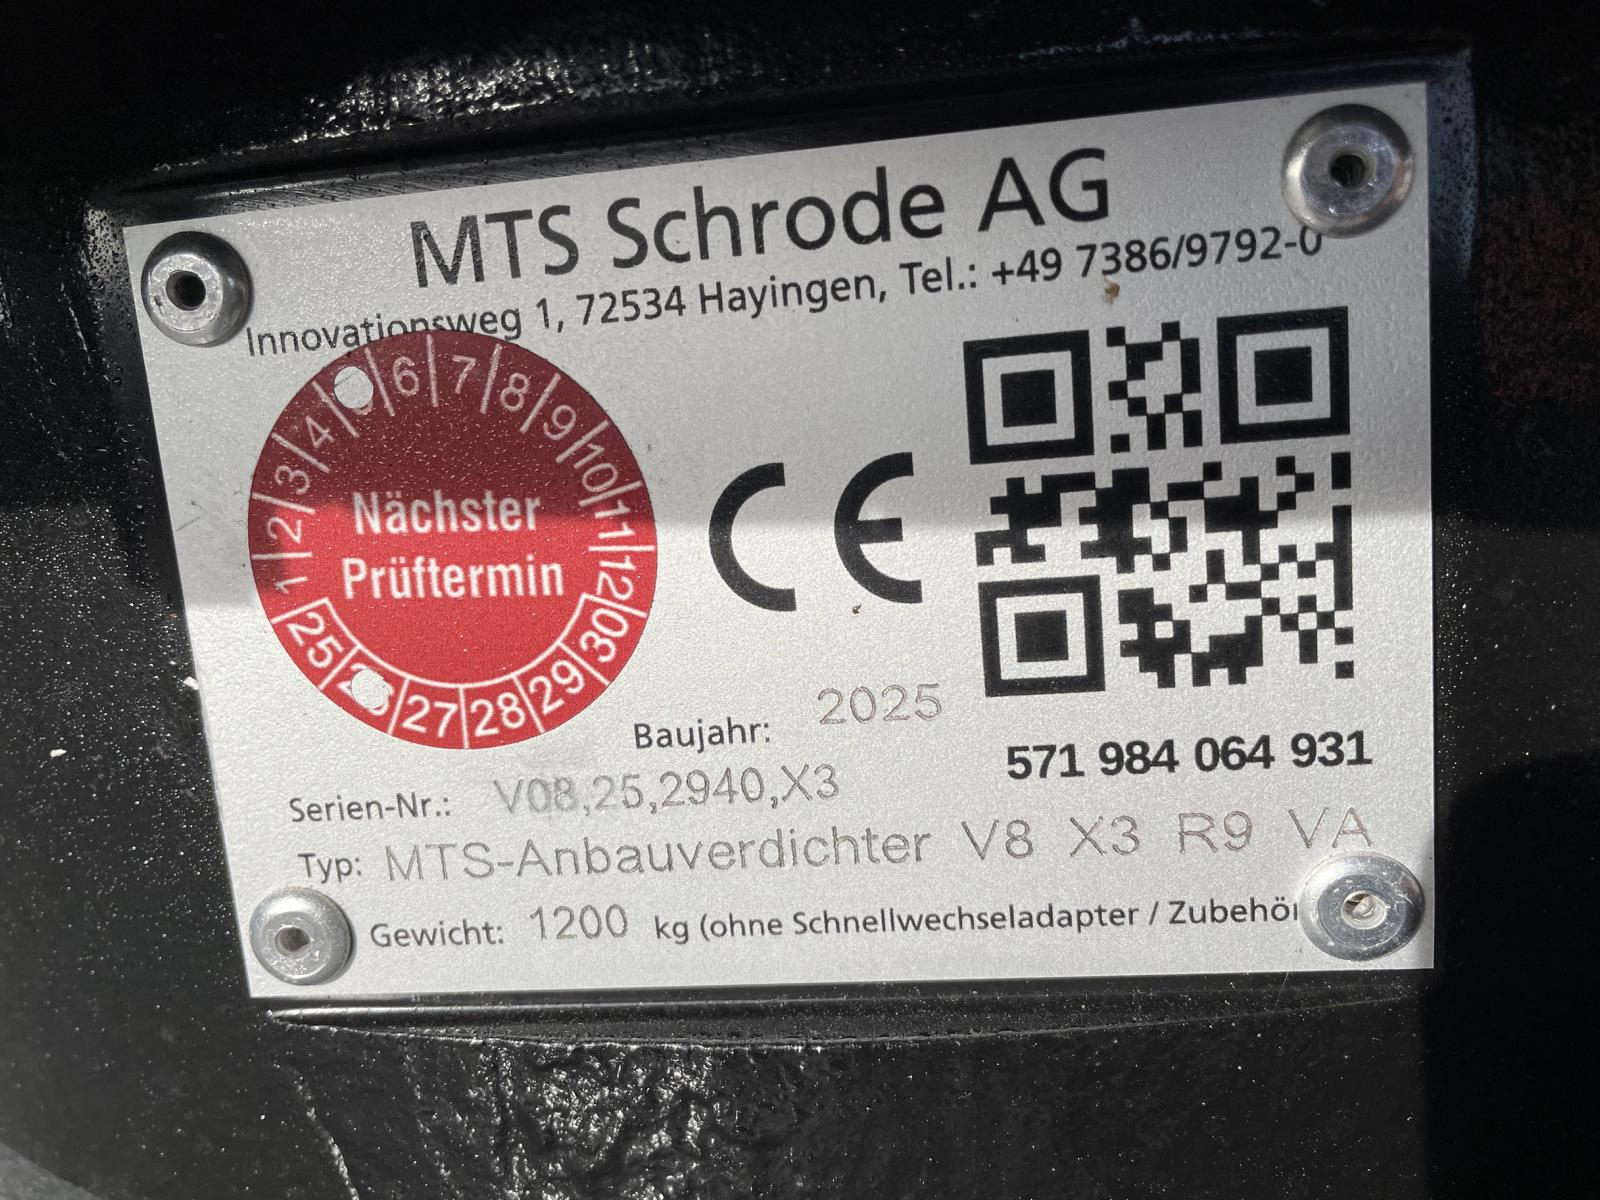 MTS Schrode AG
Innovationsweg 1, 72534 Hayingen, Tel.: +49 7386/9792-0
1 2 3 4 6 7 8 9 10 11 12
Nächster
Prüftermin
25 27 28 29 30
CE
Baujahr: 2025
571 984 064 931
Serien-Nr.: V08,25,2940,X3
Typ: MTS-Anbauverdichter V8 X3 R9 VA
Gewicht: 1200 kg (ohne Schnellwechseladapter / Zubehör